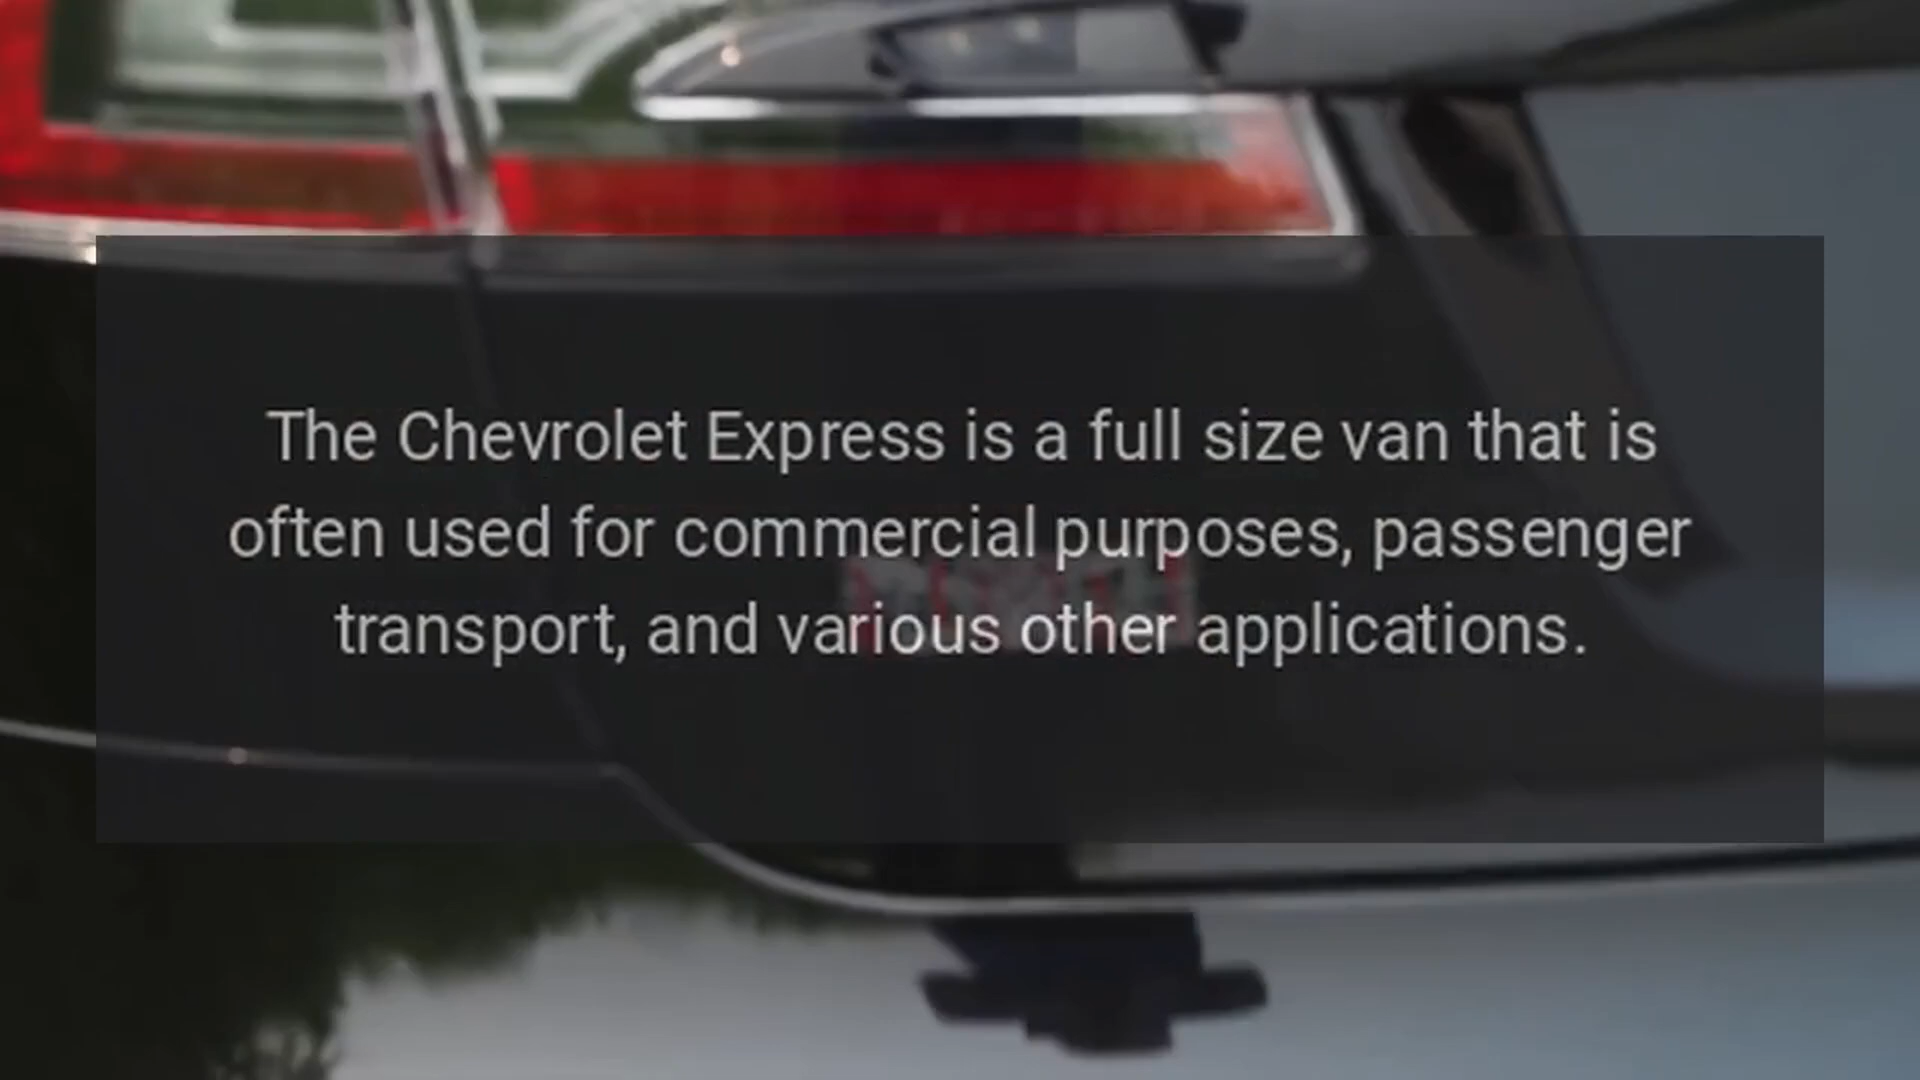 The Chevrolet Express is a full size van that is
often used for commercial purposes, passenger
transport, and various other applications.